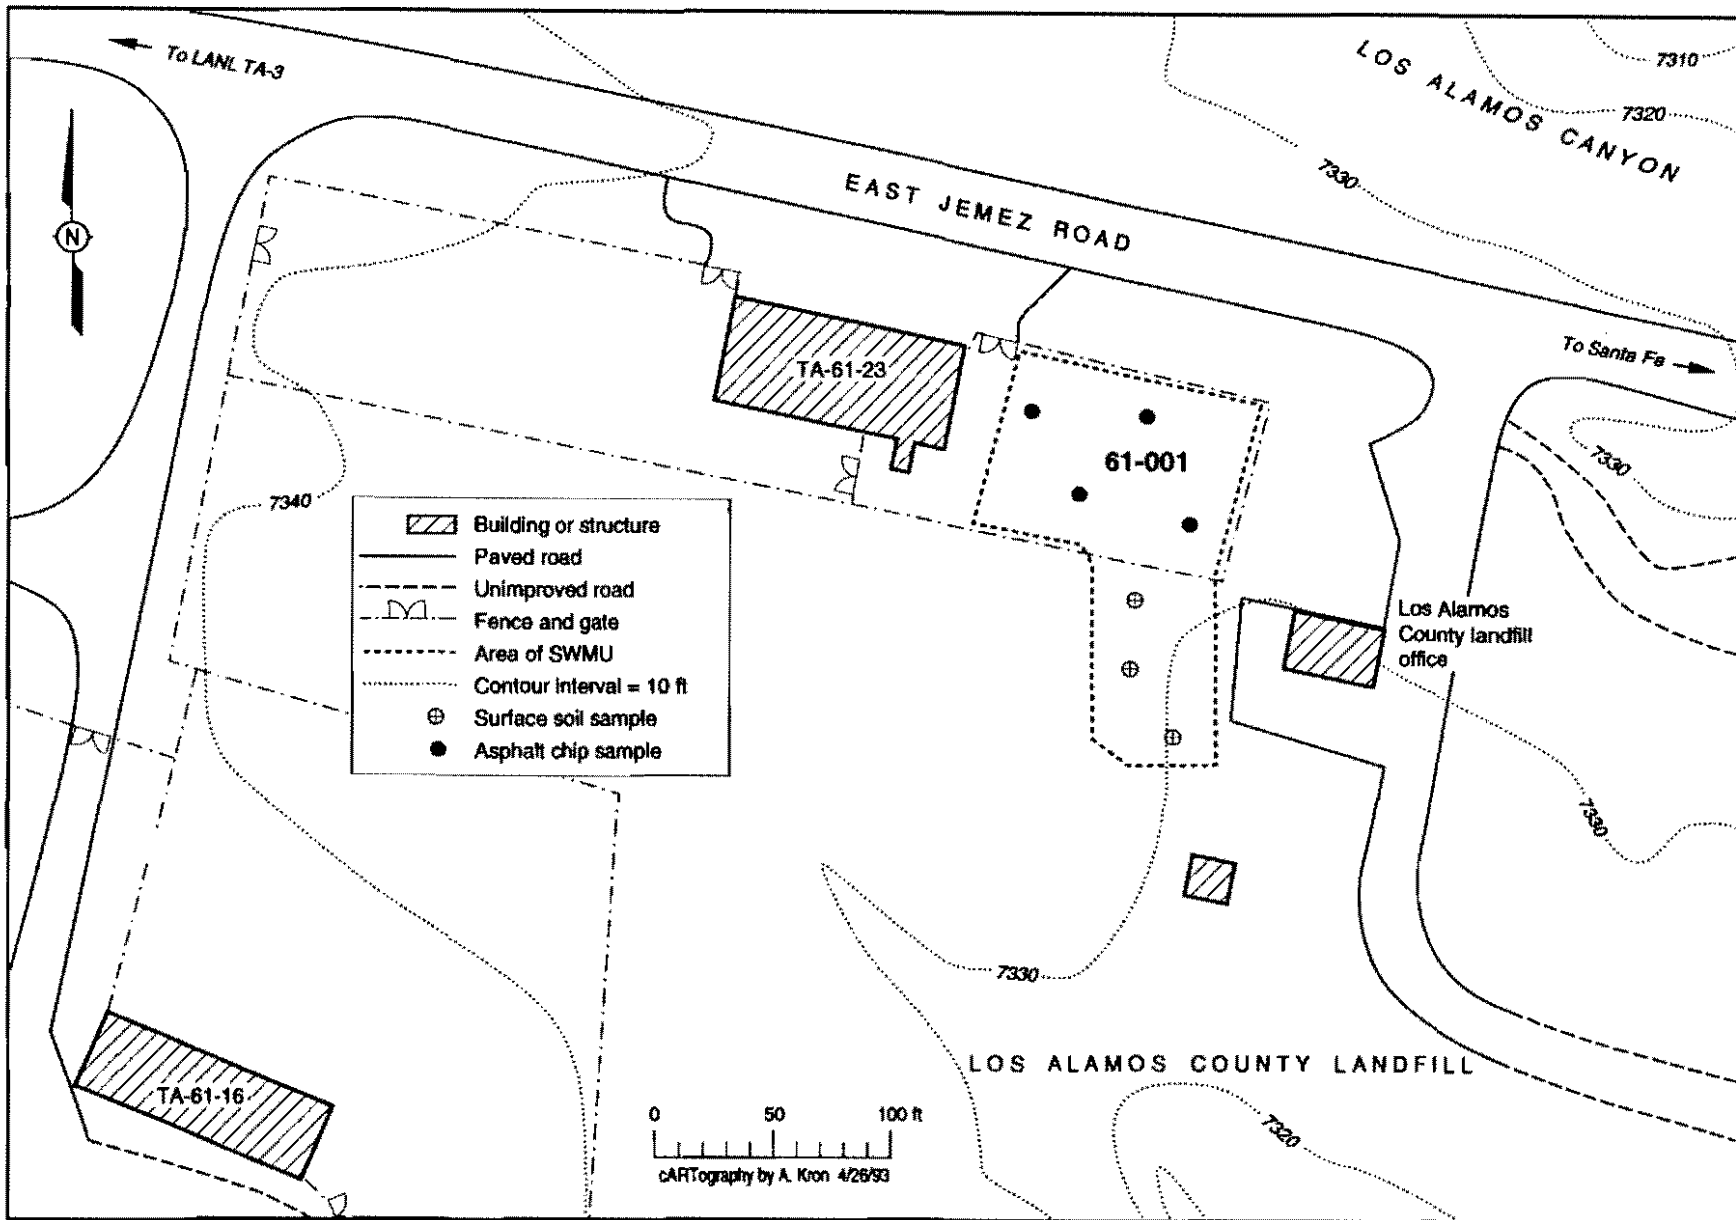 To LANL TA-3
LOS ALAMOS CANYON
7310
7320
7330
N
EAST JEMEZ ROAD
To Santa Fe
TA-61-23
61-001
7330
7340
Building or structure
Paved road
Unimproved road
Fence and gate
Area of SWMU
Contour interval = 10 ft
Surface soil sample
Asphalt chip sample
Los Alamos
County landfill
office
7330
7330
LOS ALAMOS COUNTY LANDFILL
TA-61-16
0 50 100 ft
cARTography by A. Kron 4/26/93
7320